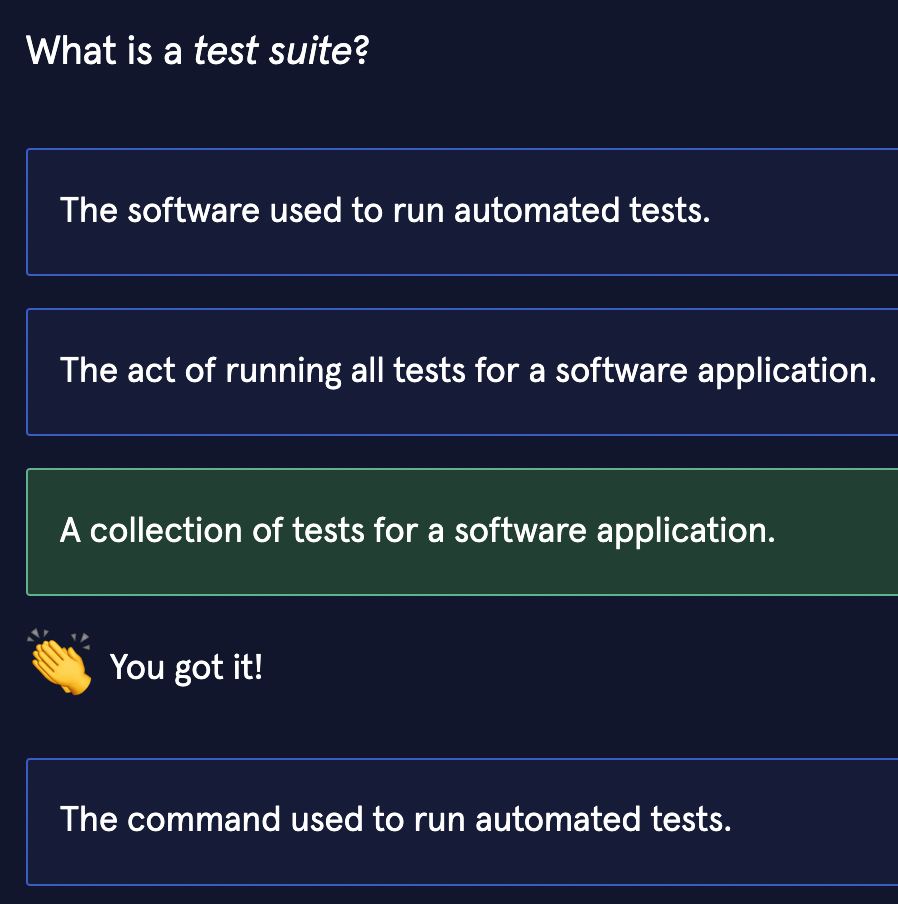 What is a test suite?
The software used to run automated tests.
The act of running all tests for a software application.
A collection of tests for a software application.
You got it!
The command used to run automated tests.